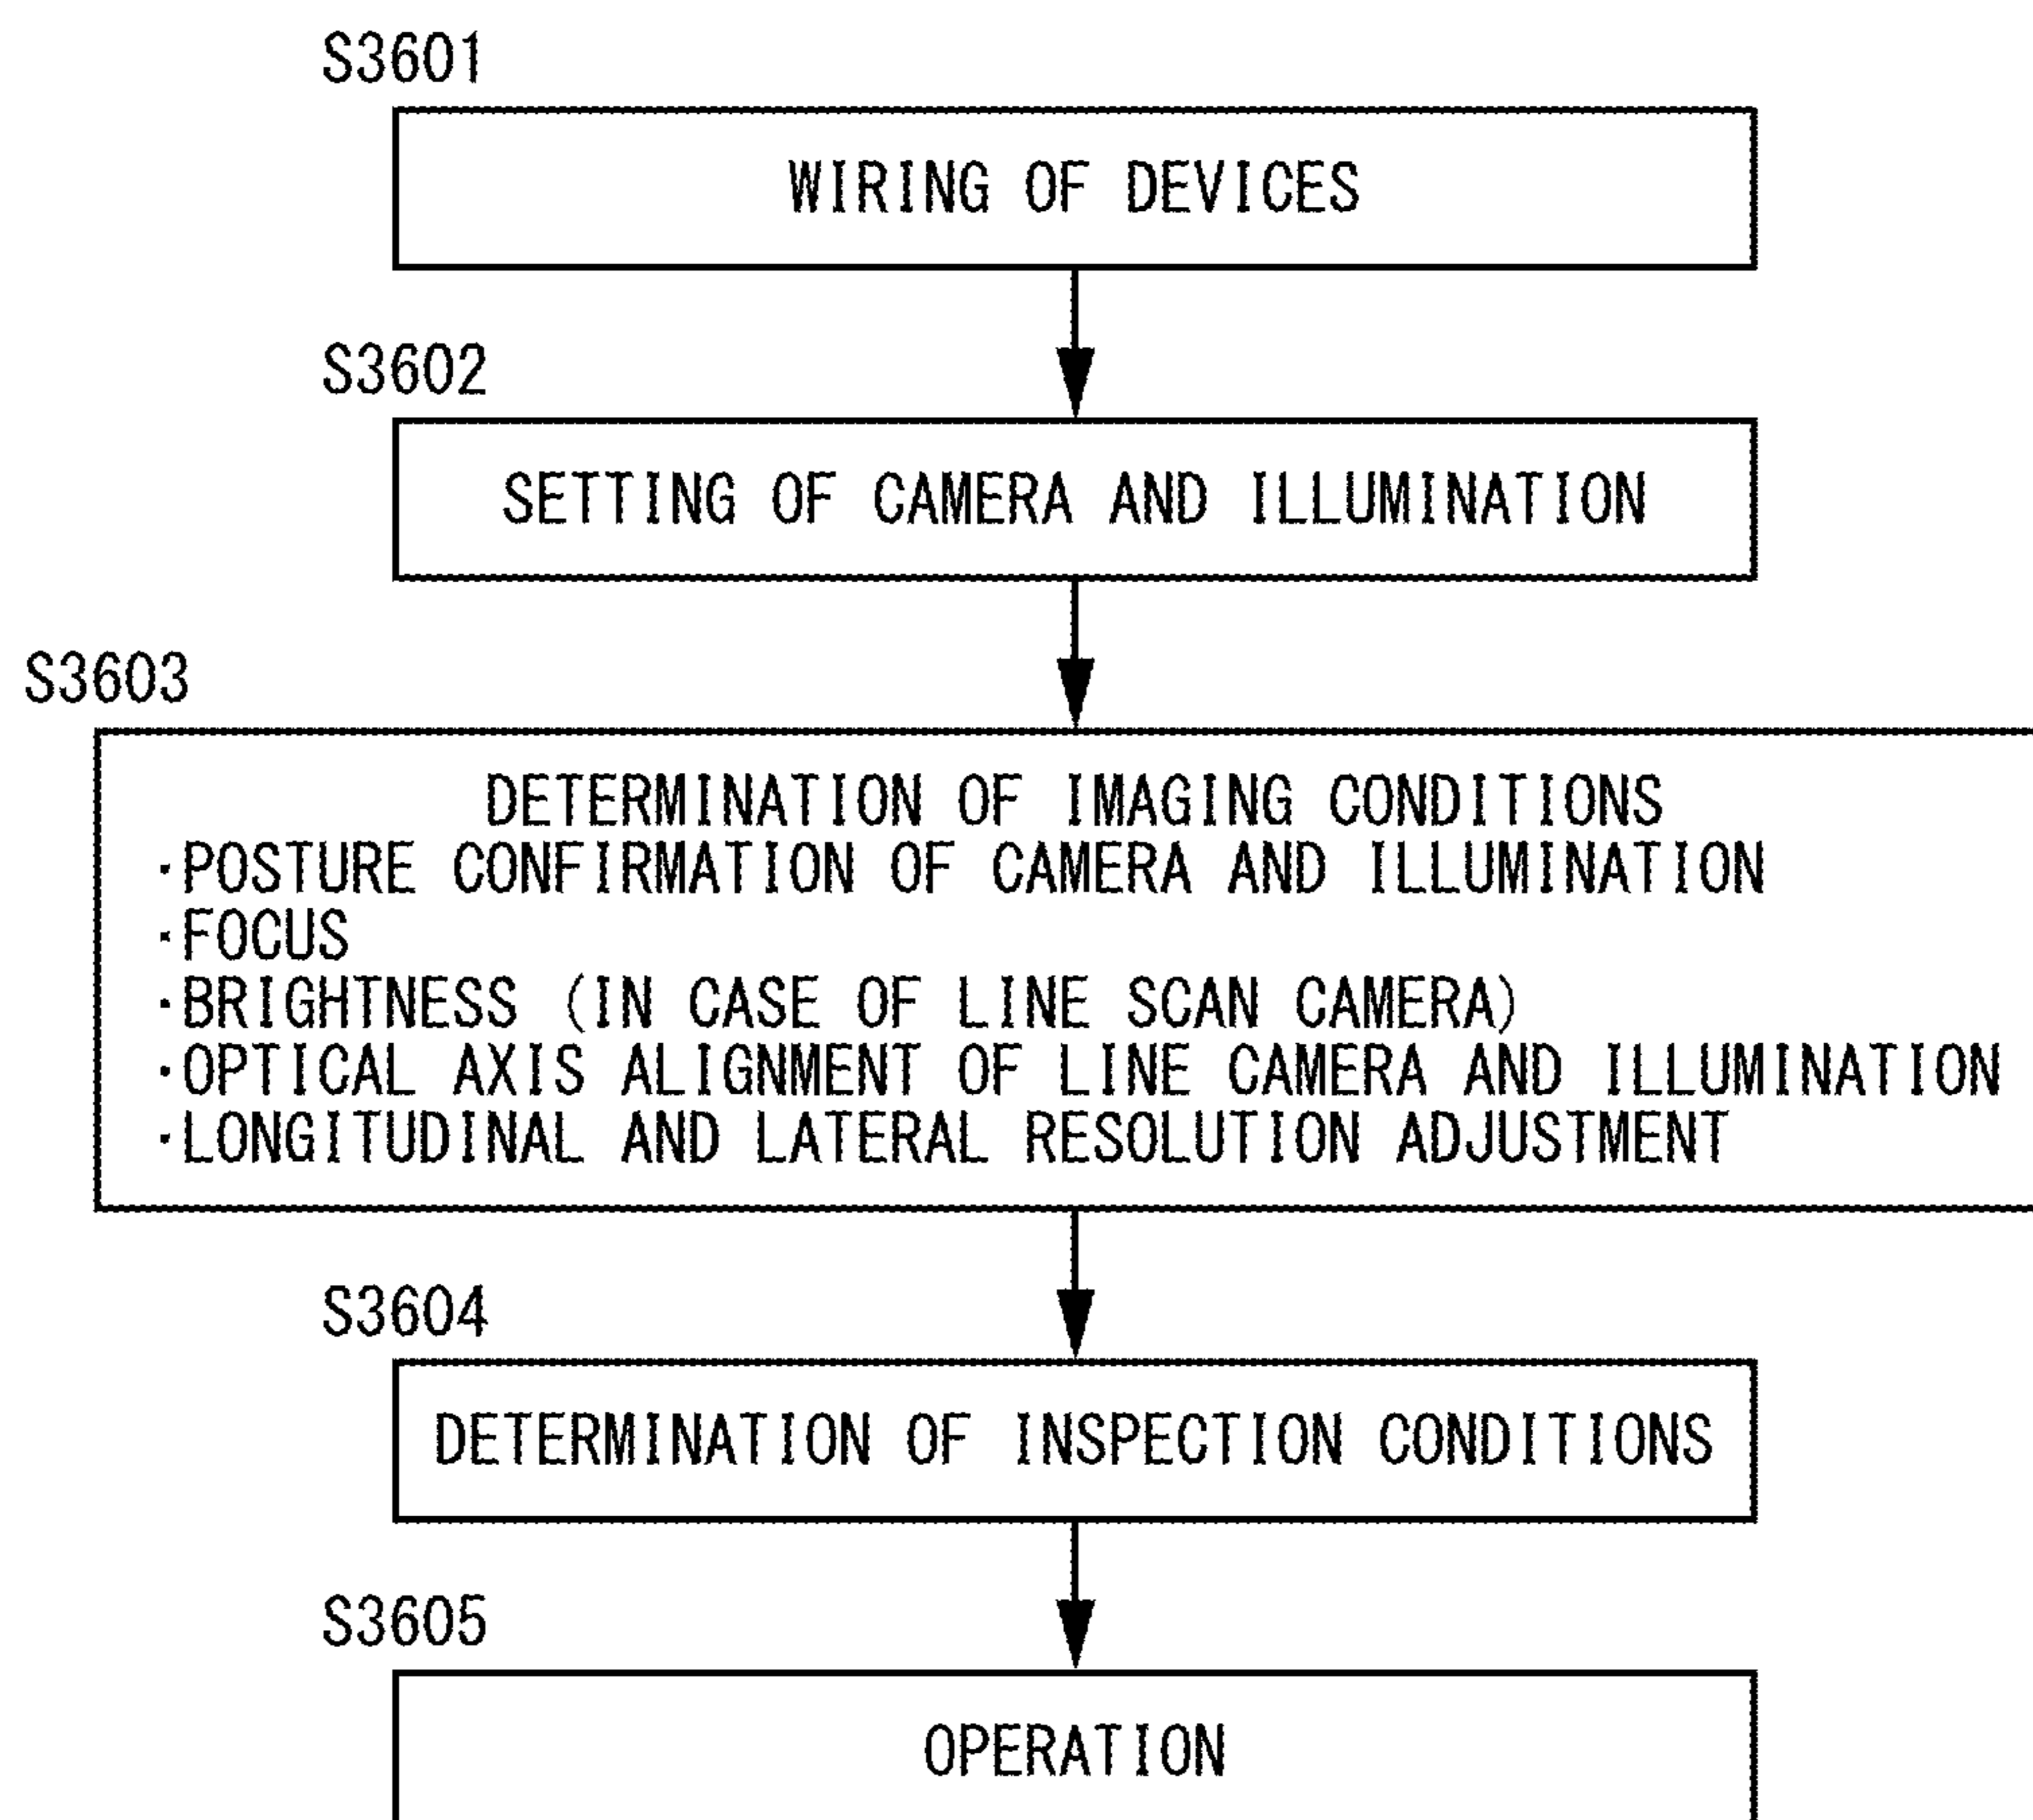 S3601
WIRING OF DEVICES
S3602
SETTING OF CAMERA AND ILLUMINATION
S3603
DETERMINATION OF IMAGING CONDITIONS
·POSTURE CONFIRMATION OF CAMERA AND ILLUMINATION
·FOCUS
·BRIGHTNESS (IN CASE OF LINE SCAN CAMERA)
·OPTICAL AXIS ALIGNMENT OF LINE CAMERA AND ILLUMINATION
·LONGITUDINAL AND LATERAL RESOLUTION ADJUSTMENT
S3604
DETERMINATION OF INSPECTION CONDITIONS
S3605
OPERATION